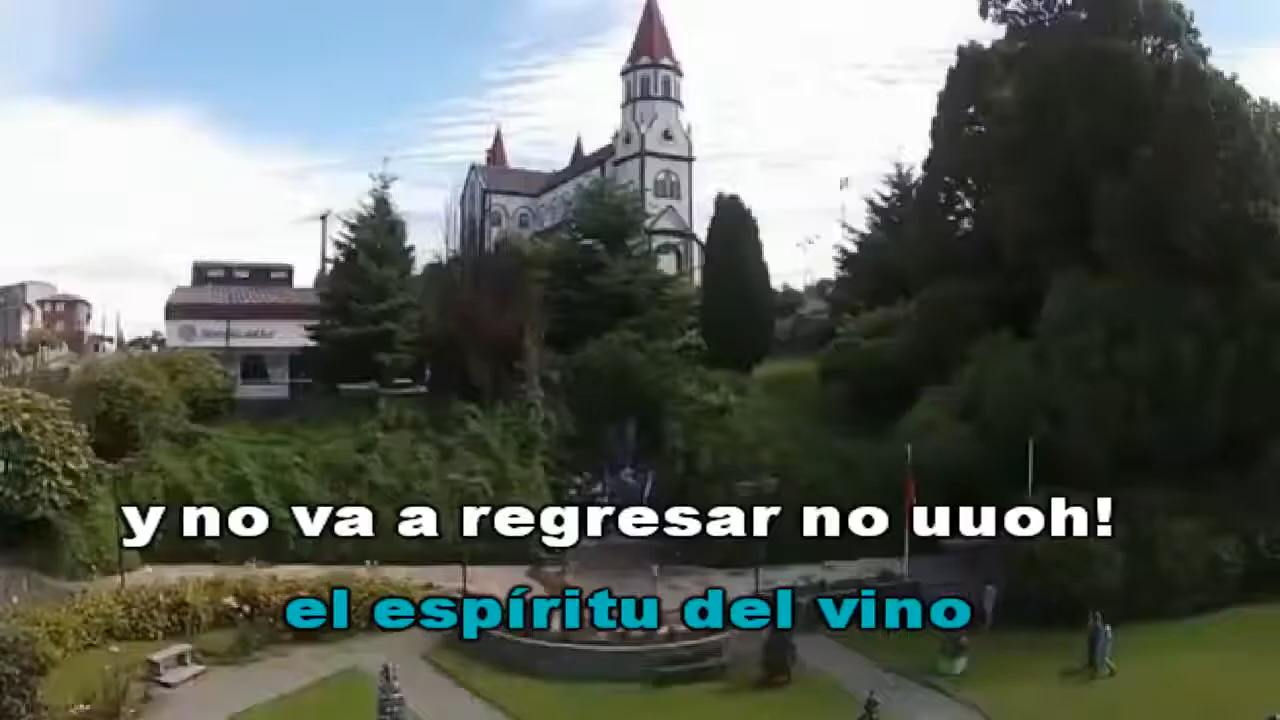 y no va a regresar no uuoh!
el espíritu del vino